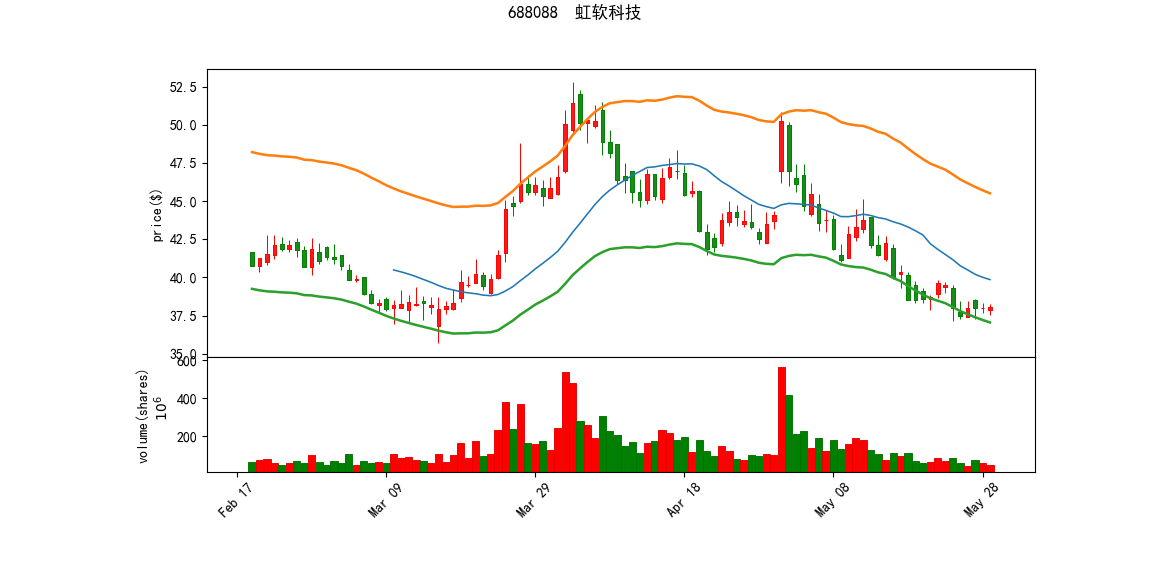 688088 虹软科技
price($)
52.5
50.0
47.5
45.0
42.5
40.0
37.5
35.0
volume(shares)
10^6
600
400
200
Feb 17
Mar 09
Mar 29
Apr 18
May 08
May 28